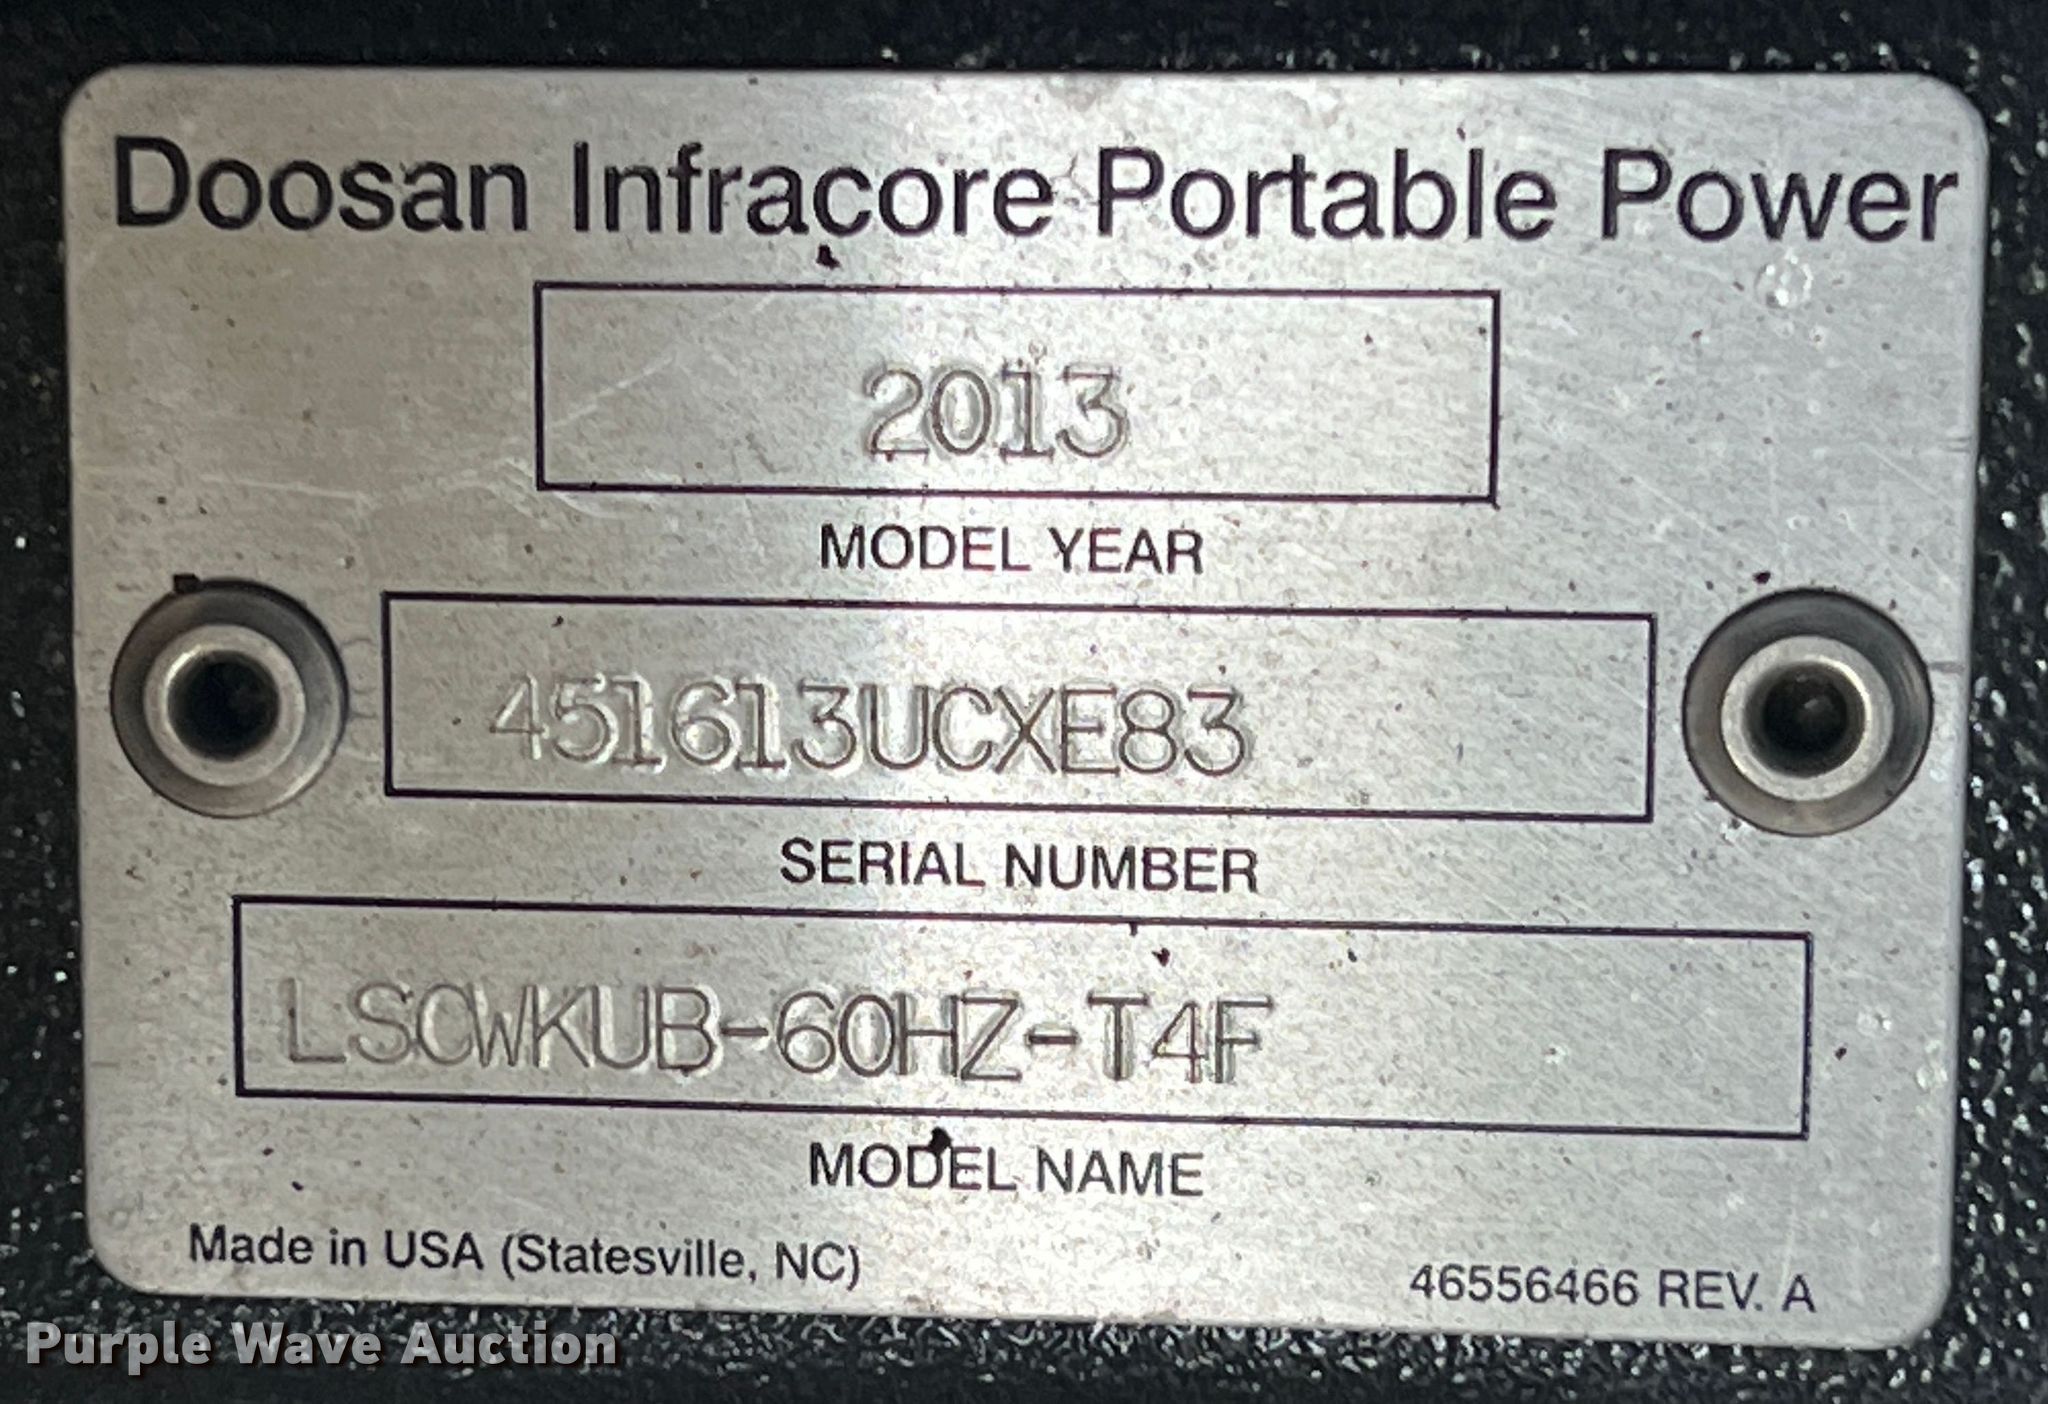 Doosan Infracore Portable Power
2013
MODEL YEAR
451613UCXE83
SERIAL NUMBER
LSCWKUB-60HZ-T4F
MODEL NAME
Made in USA (Statesville, NC)
46556466 REV. A
Purple Wave Auction